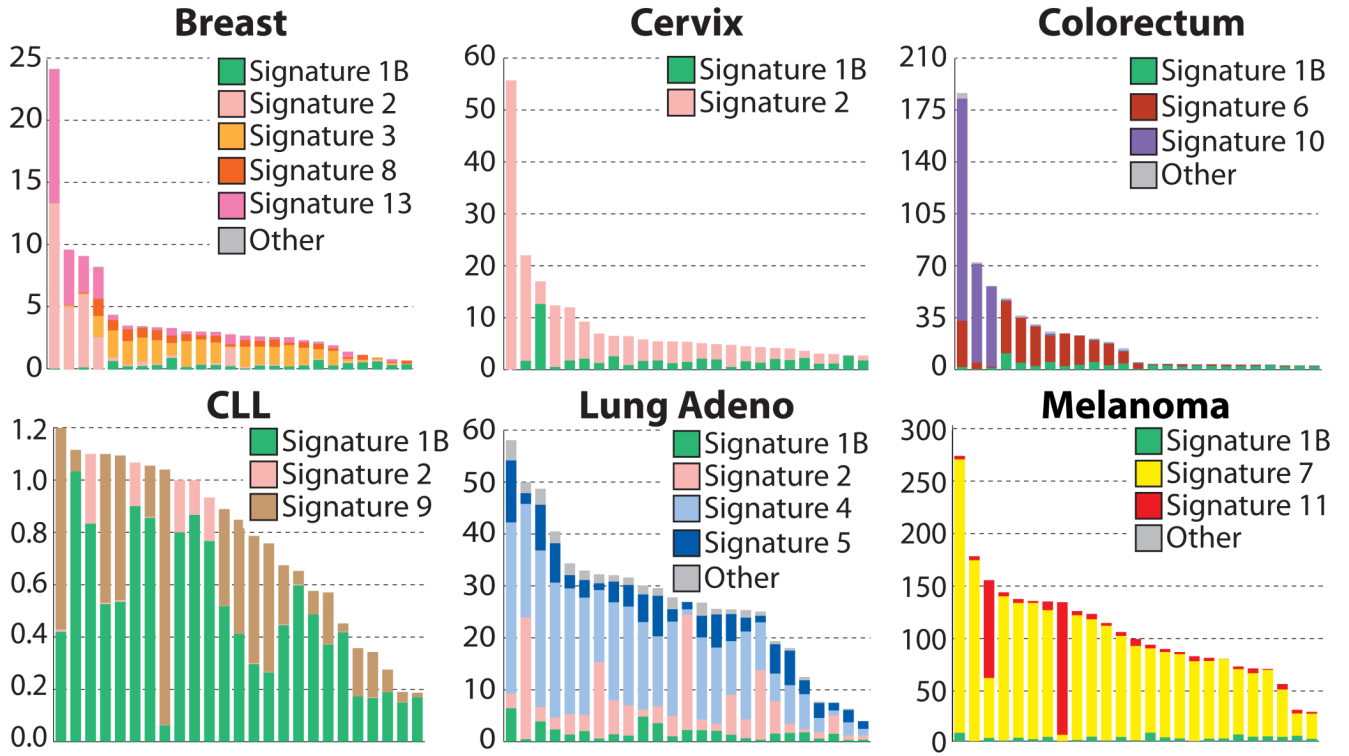 Breast
25
20
15
10
5
0
Signature 1B
Signature 2
Signature 3
Signature 8
Signature 13
Other
Cervix
60
50
40
30
20
10
0
Signature 1B
Signature 2
Colorectum
210
175
140
105
70
35
0
Signature 1B
Signature 6
Signature 10
Other
CLL
1.2
1.0
0.8
0.6
0.4
0.2
0.0
Signature 1B
Signature 2
Signature 9
Lung Adeno
60
50
40
30
20
10
0
Signature 1B
Signature 2
Signature 4
Signature 5
Other
Melanoma
300
250
200
150
100
50
0
Signature 1B
Signature 7
Signature 11
Other